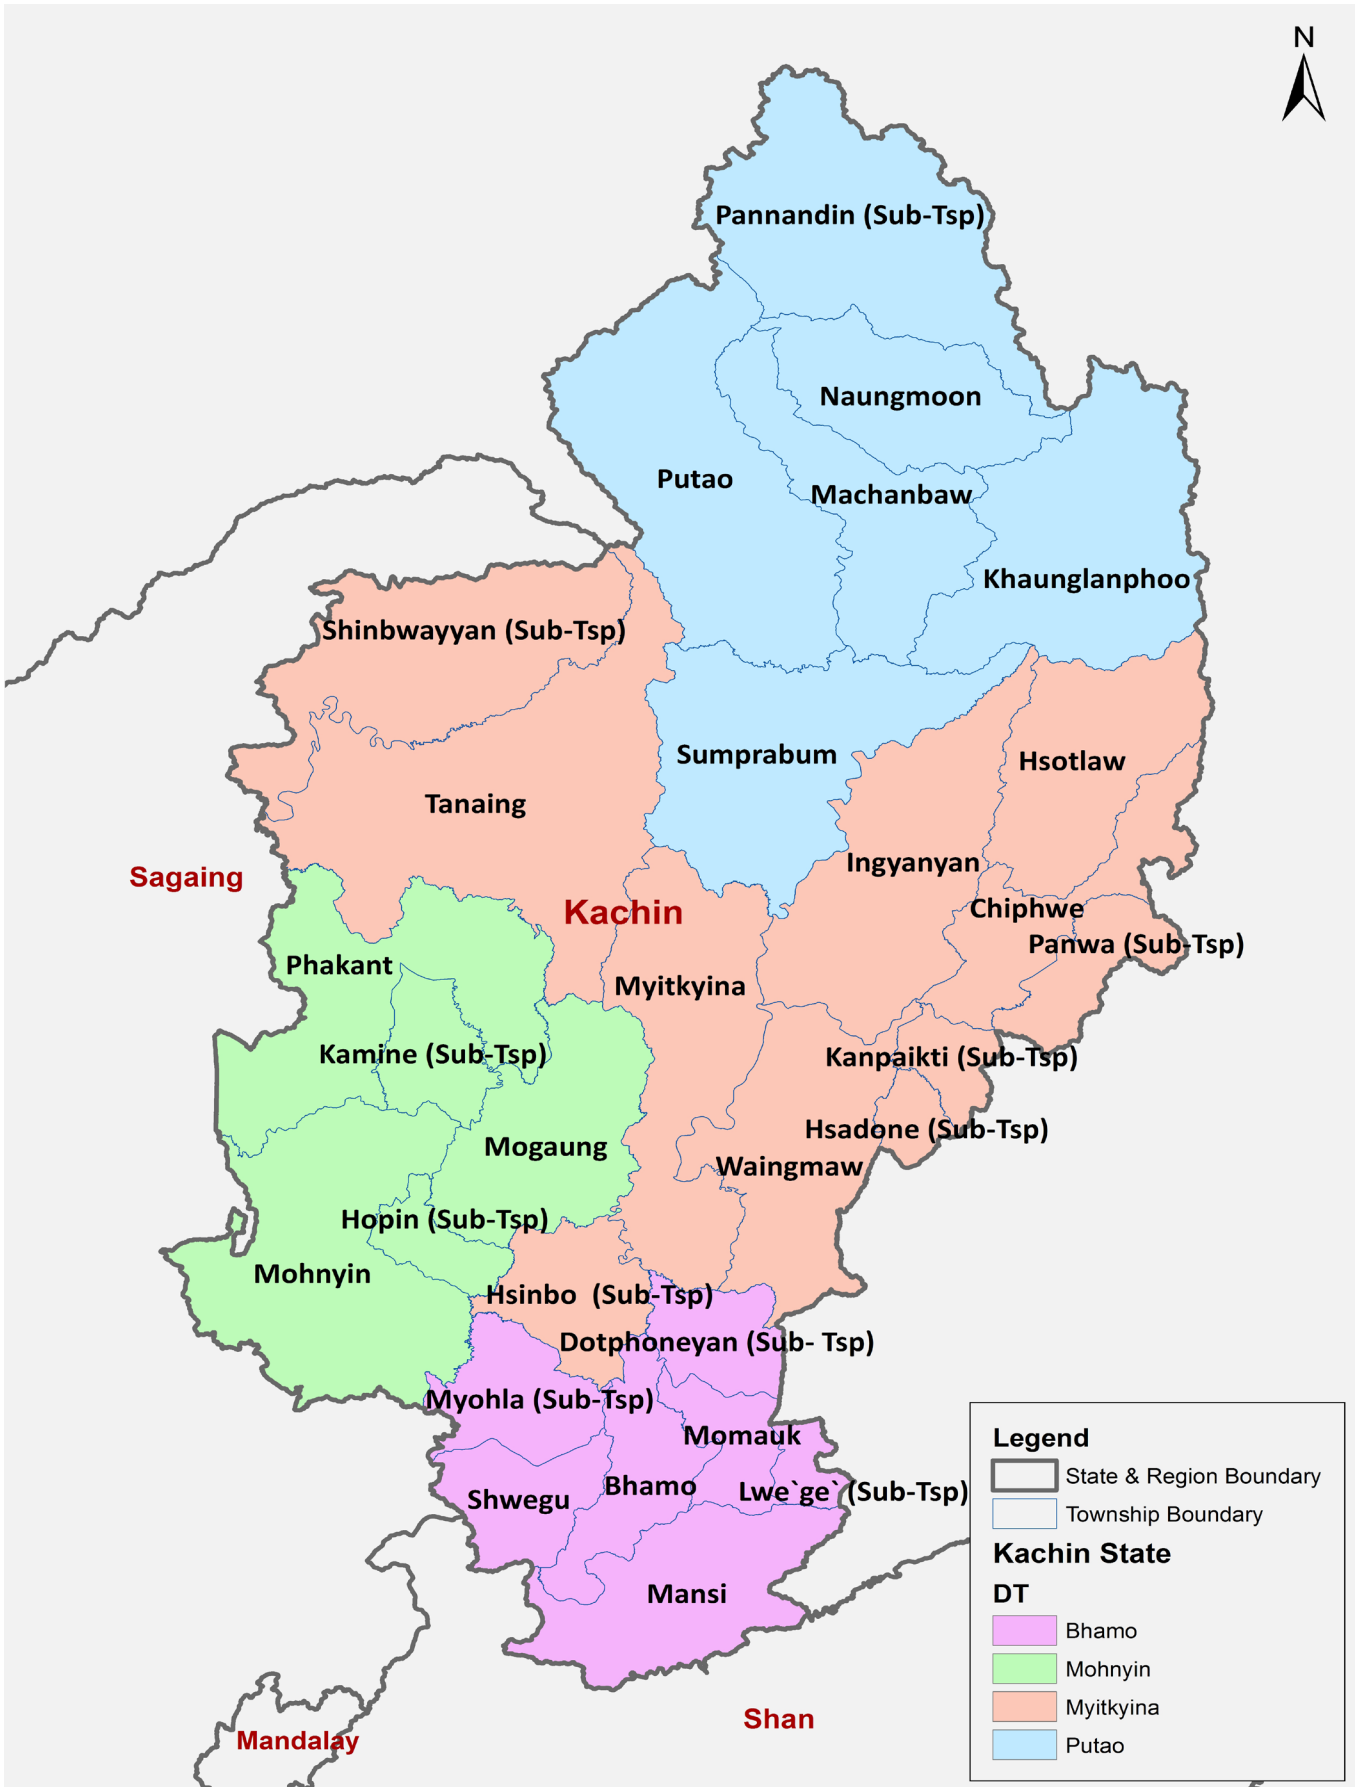 N
Pannandin (Sub-Tsp)
Naungmoon
Putao
Machanbaw
Khaunglanphoo
Shinbwayyan (Sub-Tsp)
Sumprabum
Hsotlaw
Tanaing
Ingyanyan
Sagaing
Kachin
Chiphwe
Panwa (Sub-Tsp)
Phakant
Myitkyina
Kamine (Sub-Tsp)
Kanpaikti (Sub-Tsp)
Hsadone (Sub-Tsp)
Mogaung
Waingmaw
Hopin (Sub-Tsp)
Mohnyin
Hsinbo (Sub-Tsp)
Dotphoneyan (Sub- Tsp)
Myohla (Sub-Tsp)
Momauk
Bhamo
Lwe`ge` (Sub-Tsp)
Shwegu
Mansi
Shan
Mandalay
Legend
State & Region Boundary
Township Boundary
Kachin State
DT
Bhamo
Mohnyin
Myitkyina
Putao